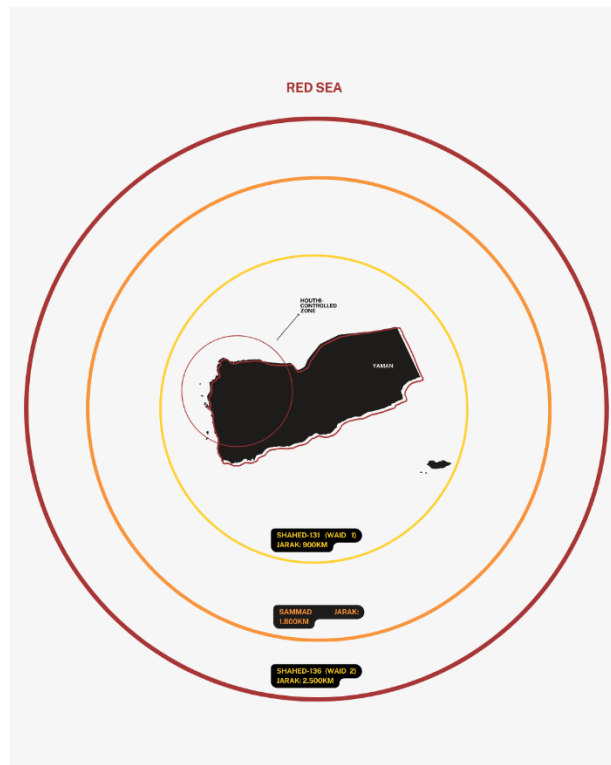 RED SEA
HOUTHI-
CONTROLLED
ZONE
YAMAN
SHAHED-131 (WAID 1)
JARAK: 900KM
SAMMAD JARAK:
1.800KM
SHAHED-136 (WAID 2)
JARAK: 2.500KM